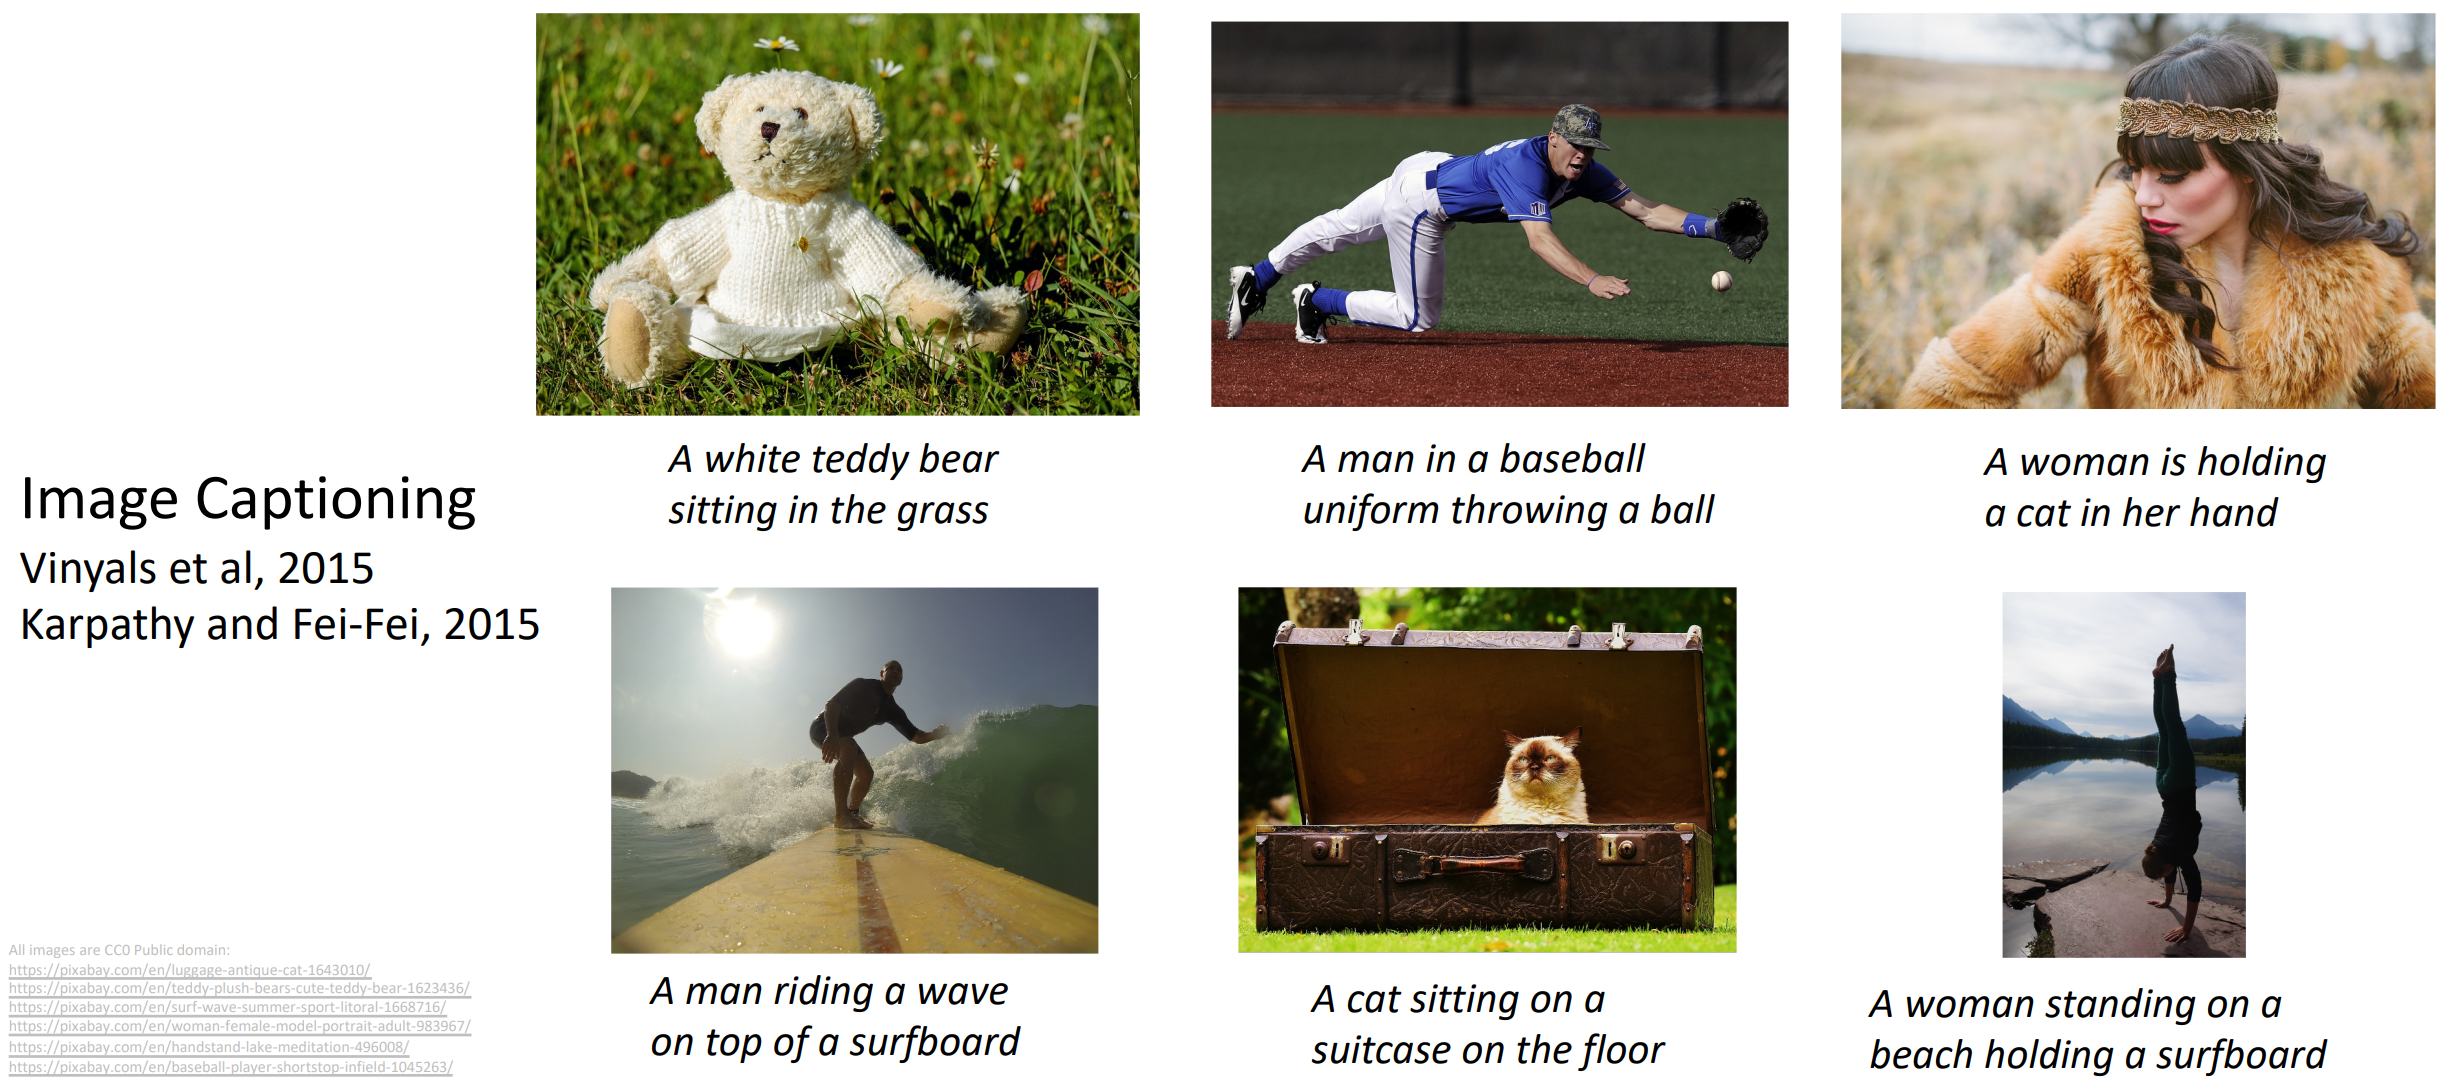 Image Captioning
Vinyals et al, 2015
Karpathy and Fei-Fei, 2015
A white teddy bear
sitting in the grass
A man in a baseball
uniform throwing a ball
A woman is holding
a cat in her hand
A man riding a wave
on top of a surfboard
A cat sitting on a
suitcase on the floor
A woman standing on a
beach holding a surfboard
All images are CC0 Public domain:
https://pixabay.com/en/luggage-antique-cat-1643010/
https://pixabay.com/en/teddy-plush-bears-cute-teddy-bear-1623436/
https://pixabay.com/en/surf-wave-summer-sport-litoral-1668716/
https://pixabay.com/en/woman-female-model-portrait-adult-983967/
https://pixabay.com/en/handstand-lake-meditation-496008/
https://pixabay.com/en/baseball-player-shortstop-infield-1045263/